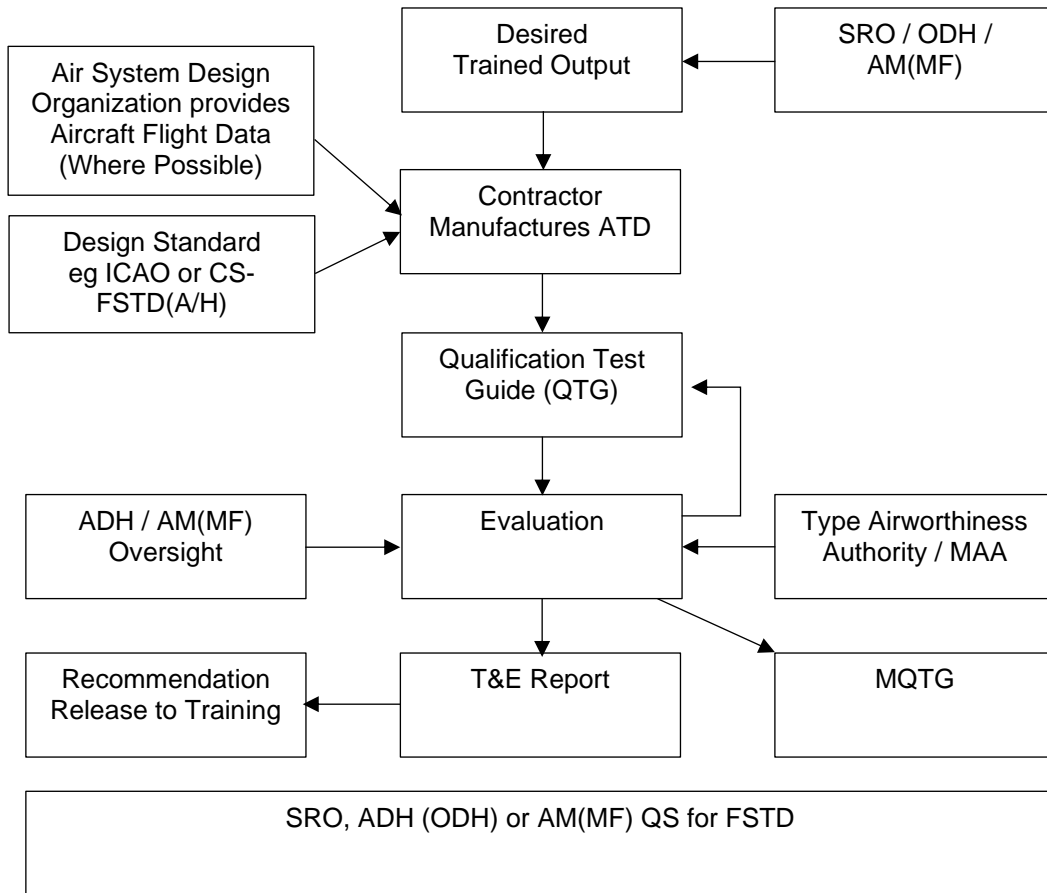 Desired
Trained Output
SRO / ODH /
AM(MF)
Air System Design
Organization provides
Aircraft Flight Data
(Where Possible)
Contractor
Manufactures ATD
Design Standard
eg ICAO or CS-
FSTD(A/H)
Qualification Test
Guide (QTG)
ADH / AM(MF)
Oversight
Evaluation
Type Airworthiness
Authority / MAA
Recommendation
Release to Training
T&E Report
MQTG
SRO, ADH (ODH) or AM(MF) QS for FSTD